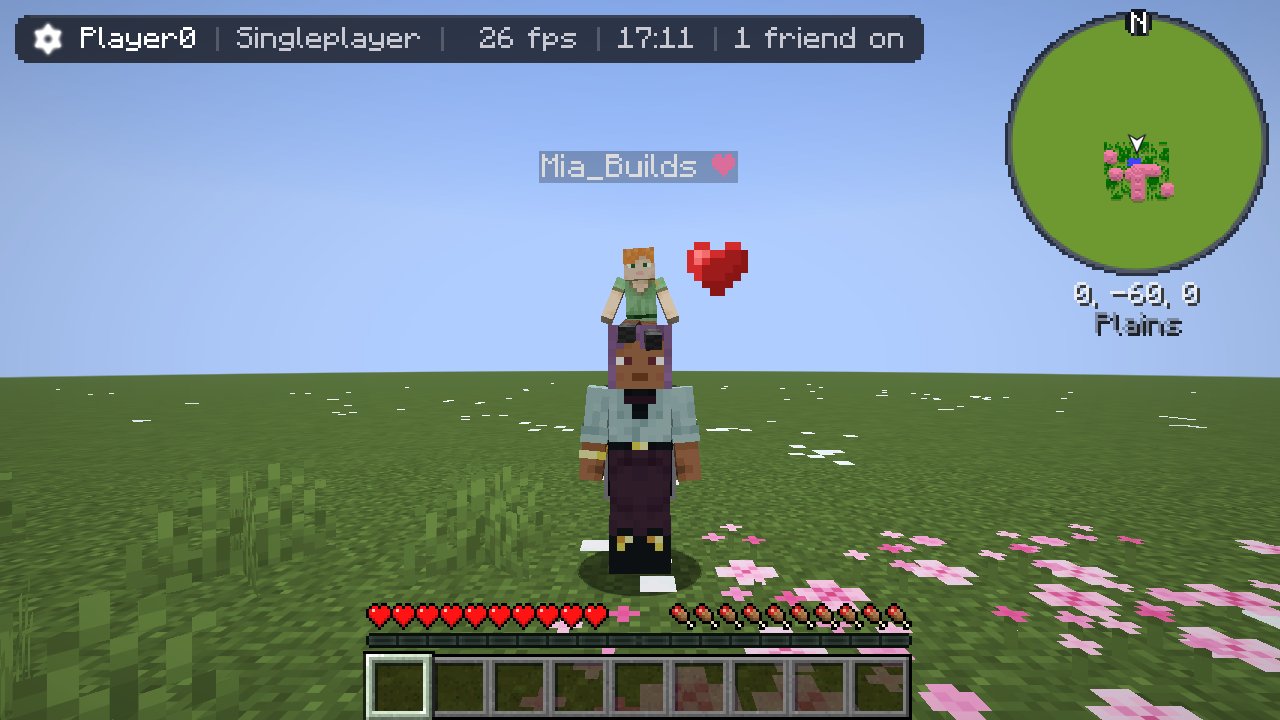 Player0 | Singleplayer | 26 fps | 17:11 | 1 friend on
N
Mia_Builds ❤
0, -60, 0
Plains